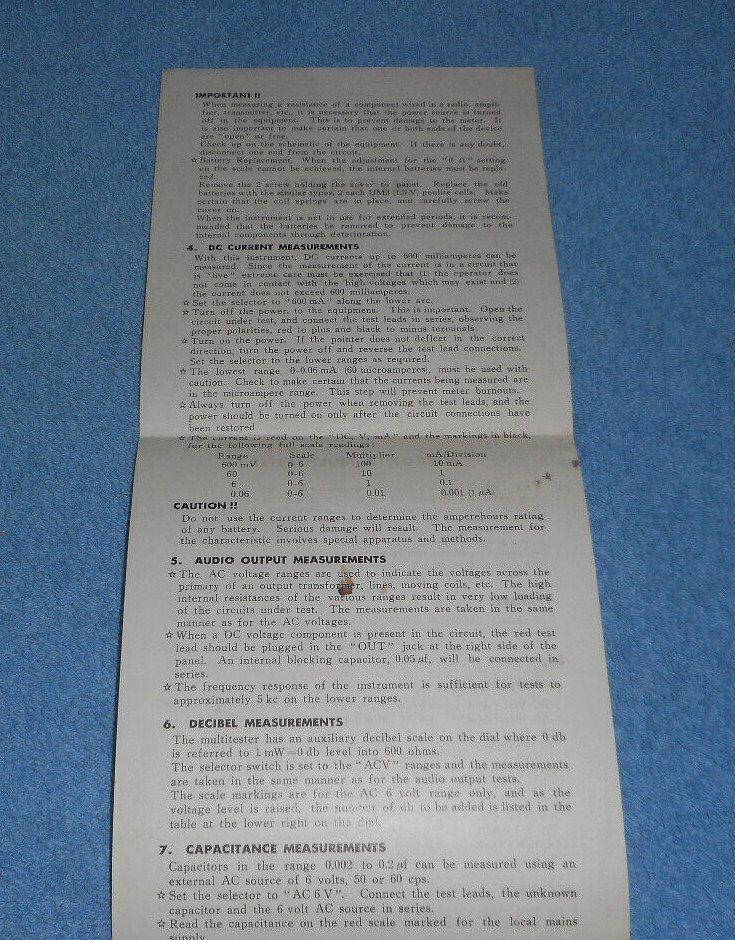 IMPORTANT !!
When measuring a resistance of a component wired in a radio, ampli-
fier, transmitter, etc., it is necessary that the power source is turned
off in the equipment. This is to prevent damage to the meter. It
is also important to make certain that one or both ends of the device
are "open" or free.
Check up on the schematic of the equipment. If there is any doubt,
disconnect one end from the circuit.
☆ Battery Replacement. When the adjustment for the "0 Ω" setting
on the scale cannot be achieved, the internal batteries must be repla-
ced.
Remove the 2 screw holding the cover to panel. Replace the old
batteries with the similar types, 2 each UM3 (1.5 V) penlite cells. Make
certain that the coil springs are in place, and carefully screw the
cover on.
When the instrument is not in use for extended periods, it is recom-
mended that the batteries be removed to prevent damage to the
internal components through deterioration.
4. DC CURRENT MEASUREMENTS
With this instrument, DC currents up to 600 milliamperes can be
measured. Since the measurement of the current is in a circuit that
is "live", extreme care must be exercised that (1) the operator does
not come in contact with the high voltages which may exist and (2)
the current does not exceed 600 milliamperes.
☆ Set the selector to "600 mA" along the lower arc.
☆ Turn off the power, to the equipmens. This is important. Open the
circuit under test, and connect the test leads in series, observing the
proper polarities, red to plus and black to minus terminals.
☆ Turn on the power. If the pointer does not deflect in the correct
direction, turn the power off and reverse the test lead connections.
Set the selector to the lower ranges as required.
☆ The lowest range, 0-0.06 mA (60 microamperes), must be used with
caution. Check to make certain that the currents being measured are
in the microampere range. This step will prevent meter burnouts.
☆ Always turn off the power when removing the test leads, and the
power should be turned on only after the circuit connections have
been restored.
☆ The current is read on the "DC, V, mA" and the markings in black,
for the following full scale readings:
Range Scale Multiplier mA/Division
600 mV 0-6 100 10 mA
60 0-6 10 1
6 0-6 1 0.1
0.06 0-6 0.01 0.001 (1 μA)
CAUTION !!
Do not use the current ranges to determine the amperehours rating
of any battery. Serious damage will result. The measurement for
the characteristic involves special apparatus and methods.
5. AUDIO OUTPUT MEASUREMENTS
☆ The AC voltage ranges are used to indicate the voltages across the
primary of an output transformer, lines, moving coils, etc. The high
internal resistances of the various ranges result in very low loading
of the circuits under test. The measurements are taken in the same
manner as for the AC voltages.
☆ When a DC voltage component is present in the circuit, the red test
lead should be plugged in the "OUT" jack at the right side of the
panel. An internal blocking capacitor, 0.05 μf, will be connected in
series.
☆ The frequency response of the instrument is sufficient for tests to
approximately 5 kc on the lower ranges.
6. DECIBEL MEASUREMENTS
The multitester has an auxiliary decibel scale on the dial where 0 db
is referred to 1 mW=0 db level into 600 ohms.
The selector switch is set to the "ACV" ranges and the measurements
are taken in the same manner as for the audio output tests.
The scale markings are for the AC 6 volt range only, and as the
voltage level is raised, the number of db to be added is listed in the
table at the lower right on the dial.
7. CAPACITANCE MEASUREMENTS
Capacitors in the range 0.002 to 0.2 μf can be measured using an
external AC source of 6 volts, 50 or 60 cps.
☆ Set the selector to "AC 6 V". Connect the test leads, the unknown
capacitor and the 6 volt AC source in series.
☆ Read the capacitance on the red scale marked for the local mains
supply.